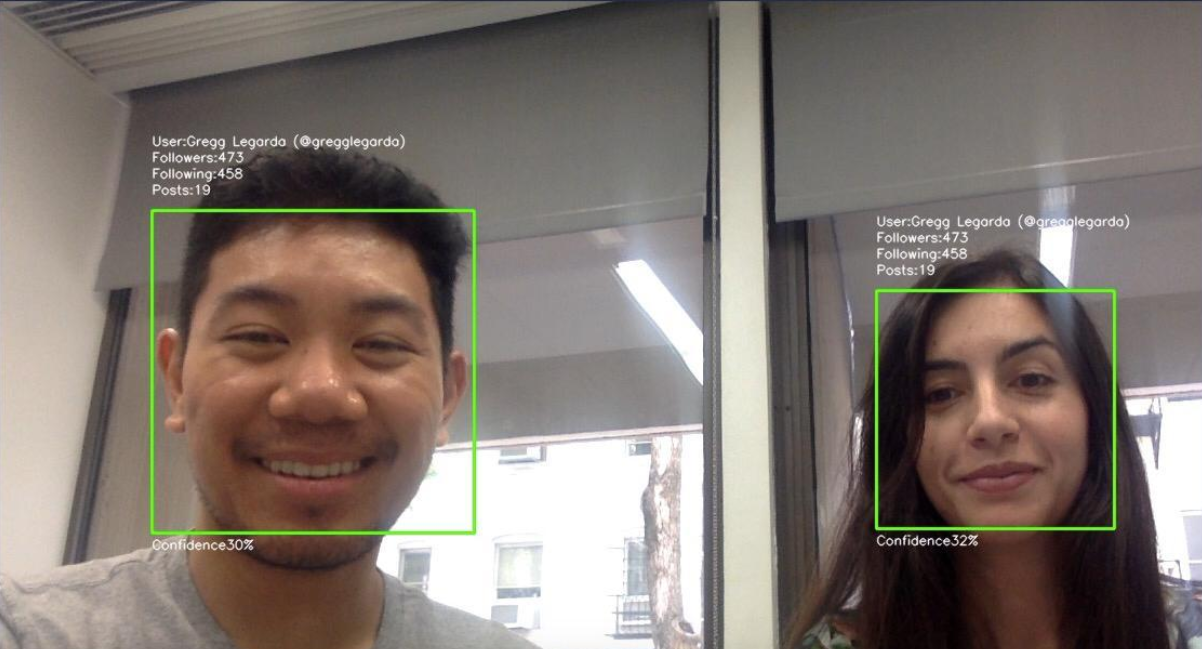 User:Gregg Legarda (@gregglegarda)
Followers:473
Following:458
Posts:19
Confidence30%
User:Gregg Legarda (@gregglegarda)
Followers:473
Following:458
Posts:19
Confidence32%